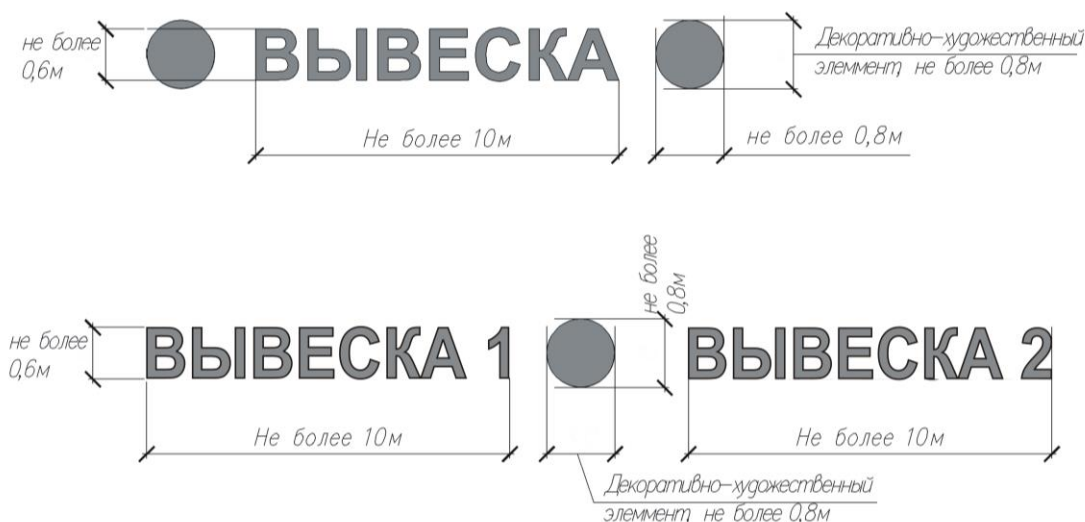 не более
0,6м
ВЫВЕСКА
Декоративно-художественный
элеммент, не более 0,8м
Не более 10м
не более 0,8м
не более
0,8м
не более
0,6м
ВЫВЕСКА 1
ВЫВЕСКА 2
Не более 10м
Не более 10м
Декоративно-художественный
элеммент, не более 0,8м